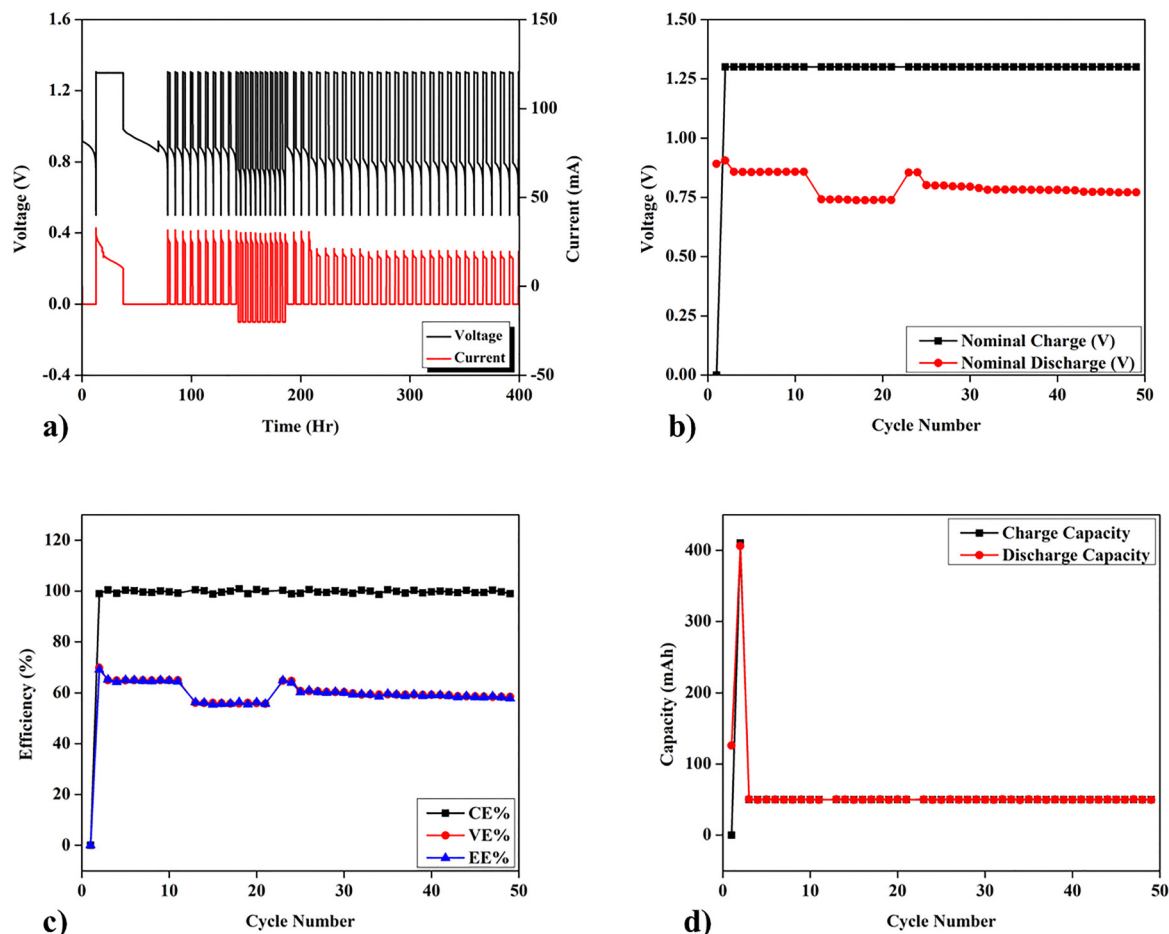 1.6
1.2
0.8
0.4
0.0
-0.4
Voltage (V)
150
100
50
0
-50
Current (mA)
0 100 200 300 400
Time (Hr)
Voltage
Current
a)
1.50
1.25
1.00
0.75
0.50
0.25
0.00
Voltage (V)
0 10 20 30 40 50
Cycle Number
Nominal Charge (V)
Nominal Discharge (V)
b)
120
100
80
60
40
20
0
Efficiency (%)
0 10 20 30 40 50
Cycle Number
CE%
VE%
EE%
c)
400
300
200
100
0
Capacity (mAh)
0 10 20 30 40 50
Cycle Number
Charge Capacity
Discharge Capacity
d)